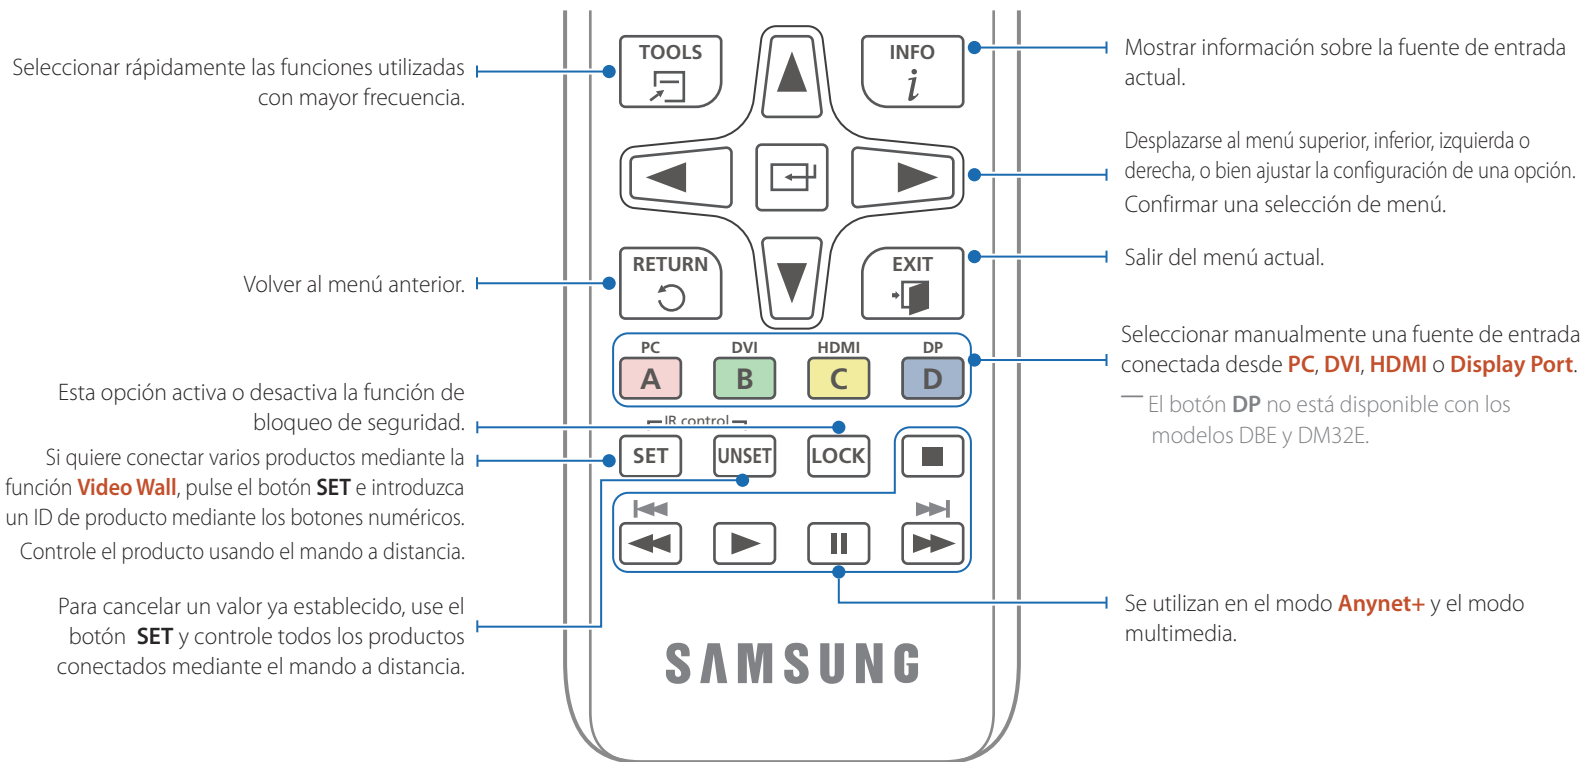 Seleccionar rápidamente las funciones utilizadas
con mayor frecuencia.
Volver al menú anterior.
Esta opción activa o desactiva la función de
bloqueo de seguridad.
Si quiere conectar varios productos mediante la
función Video Wall, pulse el botón SET e introduzca
un ID de producto mediante los botones numéricos.
Controle el producto usando el mando a distancia.
Para cancelar un valor ya establecido, use el
botón SET y controle todos los productos
conectados mediante el mando a distancia.
TOOLS
INFO
i
RETURN
EXIT
PC DVI HDMI DP
A B C D
IR control
SET UNSET LOCK
SAMSUNG
Mostrar información sobre la fuente de entrada
actual.
Desplazarse al menú superior, inferior, izquierda o
derecha, o bien ajustar la configuración de una opción.
Confirmar una selección de menú.
Salir del menú actual.
Seleccionar manualmente una fuente de entrada
conectada desde PC, DVI, HDMI o Display Port.
― El botón DP no está disponible con los
modelos DBE y DM32E.
Se utilizan en el modo Anynet+ y el modo
multimedia.